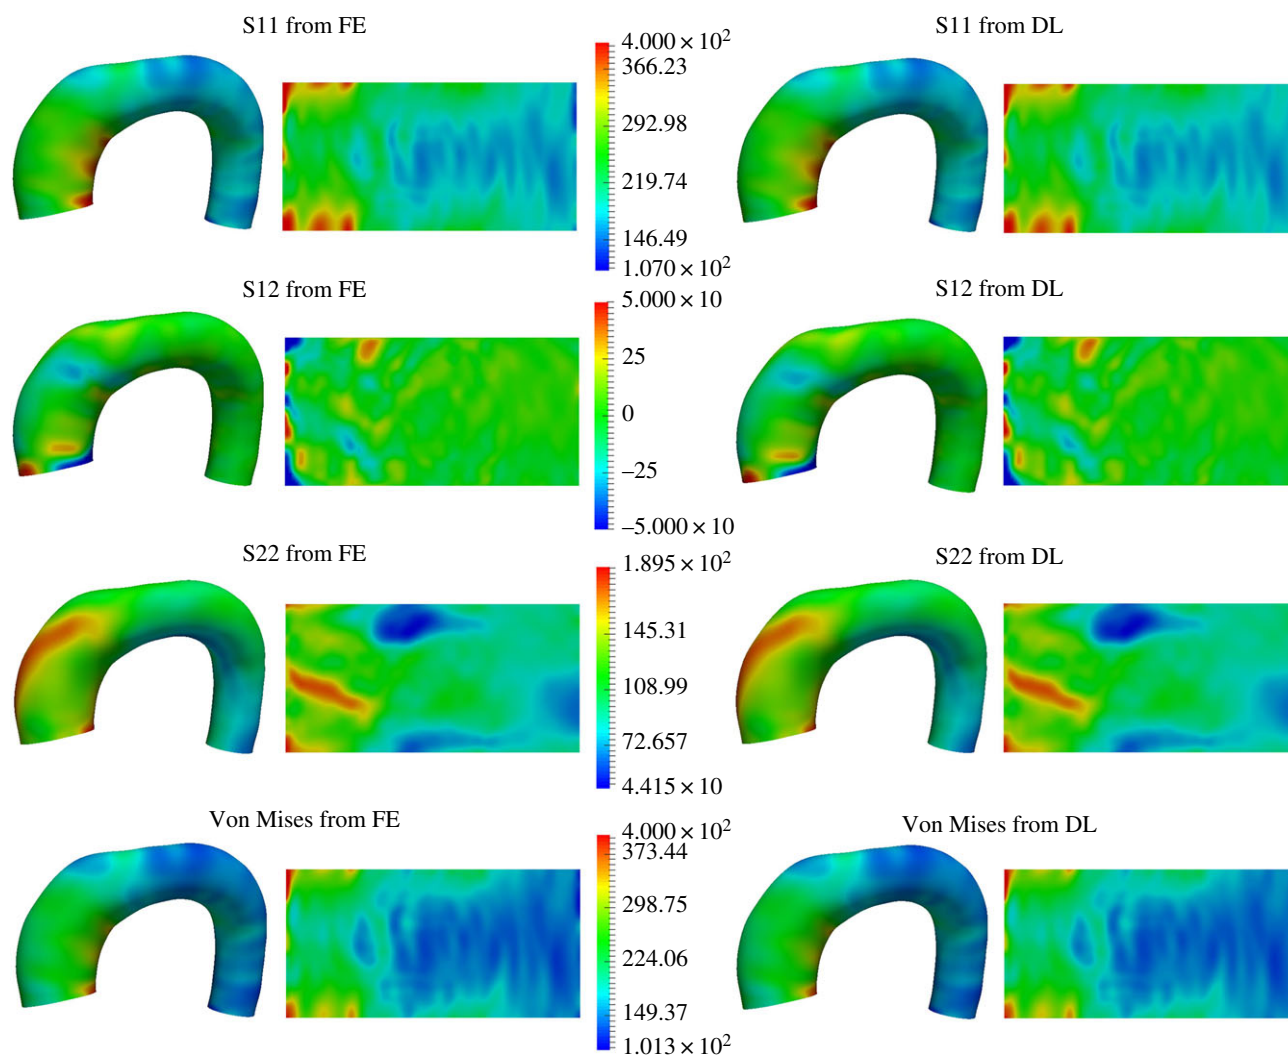 S11 from FE
S11 from DL
4.000 × 10²
366.23
292.98
219.74
146.49
1.070 × 10²
S12 from FE
S12 from DL
5.000 × 10
25
0
–25
–5.000 × 10
S22 from FE
S22 from DL
1.895 × 10²
145.31
108.99
72.657
4.415 × 10
Von Mises from FE
Von Mises from DL
4.000 × 10²
373.44
298.75
224.06
149.37
1.013 × 10²